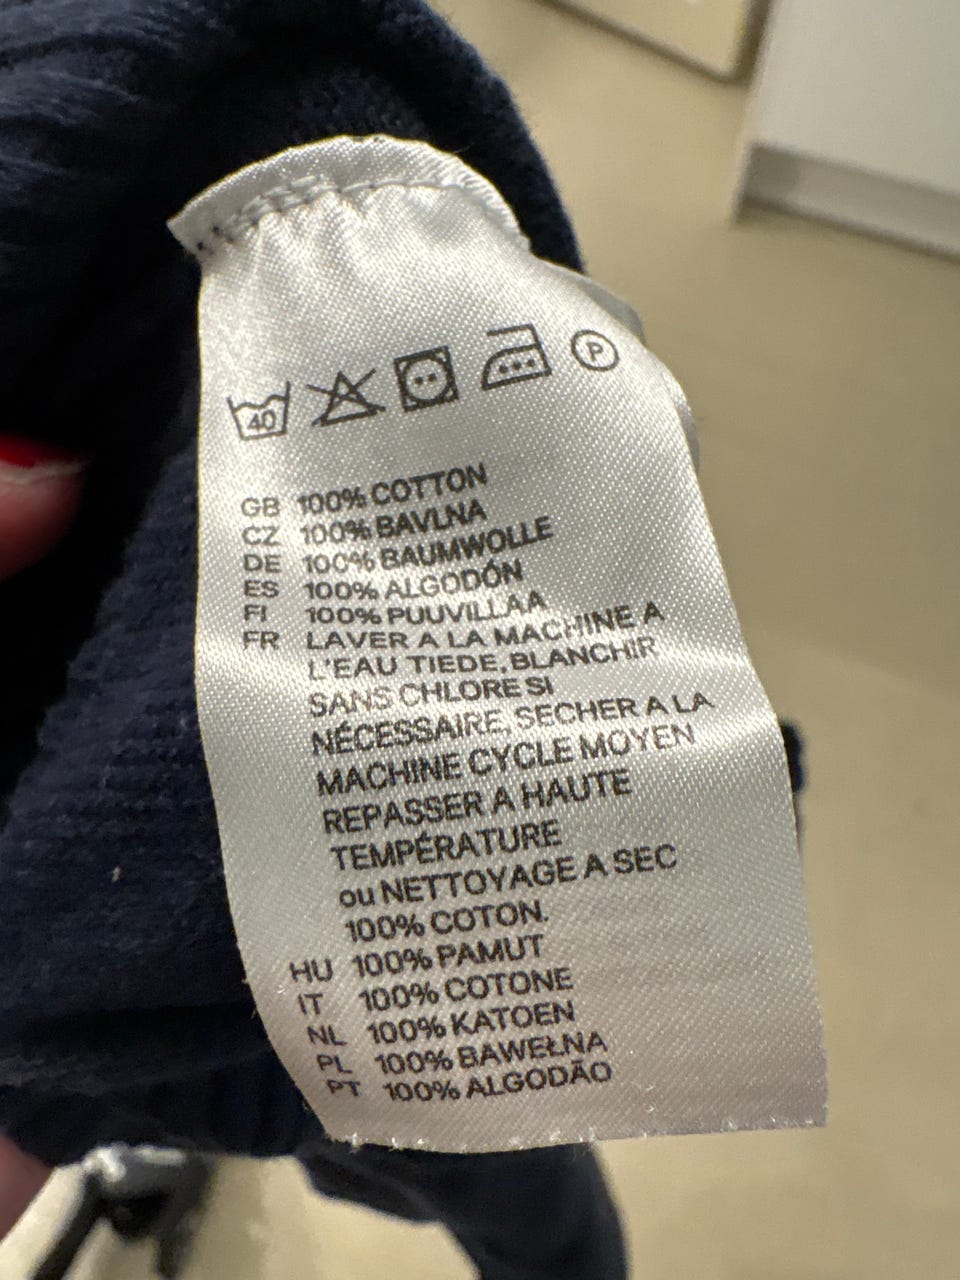 40 P
GB 100% COTTON
CZ 100% BAVLNA
DE 100% BAUMWOLLE
ES 100% ALGODÓN
FI 100% PUUVILLAA
FR LAVER A LA MACHINE A
L'EAU TIEDE, BLANCHIR
SANS CHLORE SI
NÉCESSAIRE, SECHER A LA
MACHINE CYCLE MOYEN
REPASSER A HAUTE
TEMPÉRATURE
ou NETTOYAGE A SEC
100% COTON.
HU 100% PAMUT
IT 100% COTONE
NL 100% KATOEN
PL 100% BAWEŁNA
PT 100% ALGODÃO